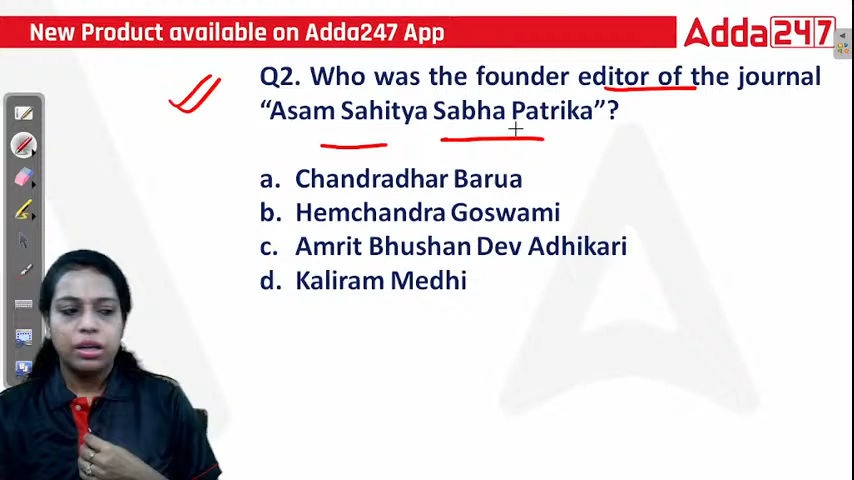 New Product available on Adda247 App
Adda247
Q2. Who was the founder editor of the journal
“Asam Sahitya Sabha Patrika”?
a. Chandradhar Barua
b. Hemchandra Goswami
c. Amrit Bhushan Dev Adhikari
d. Kaliram Medhi